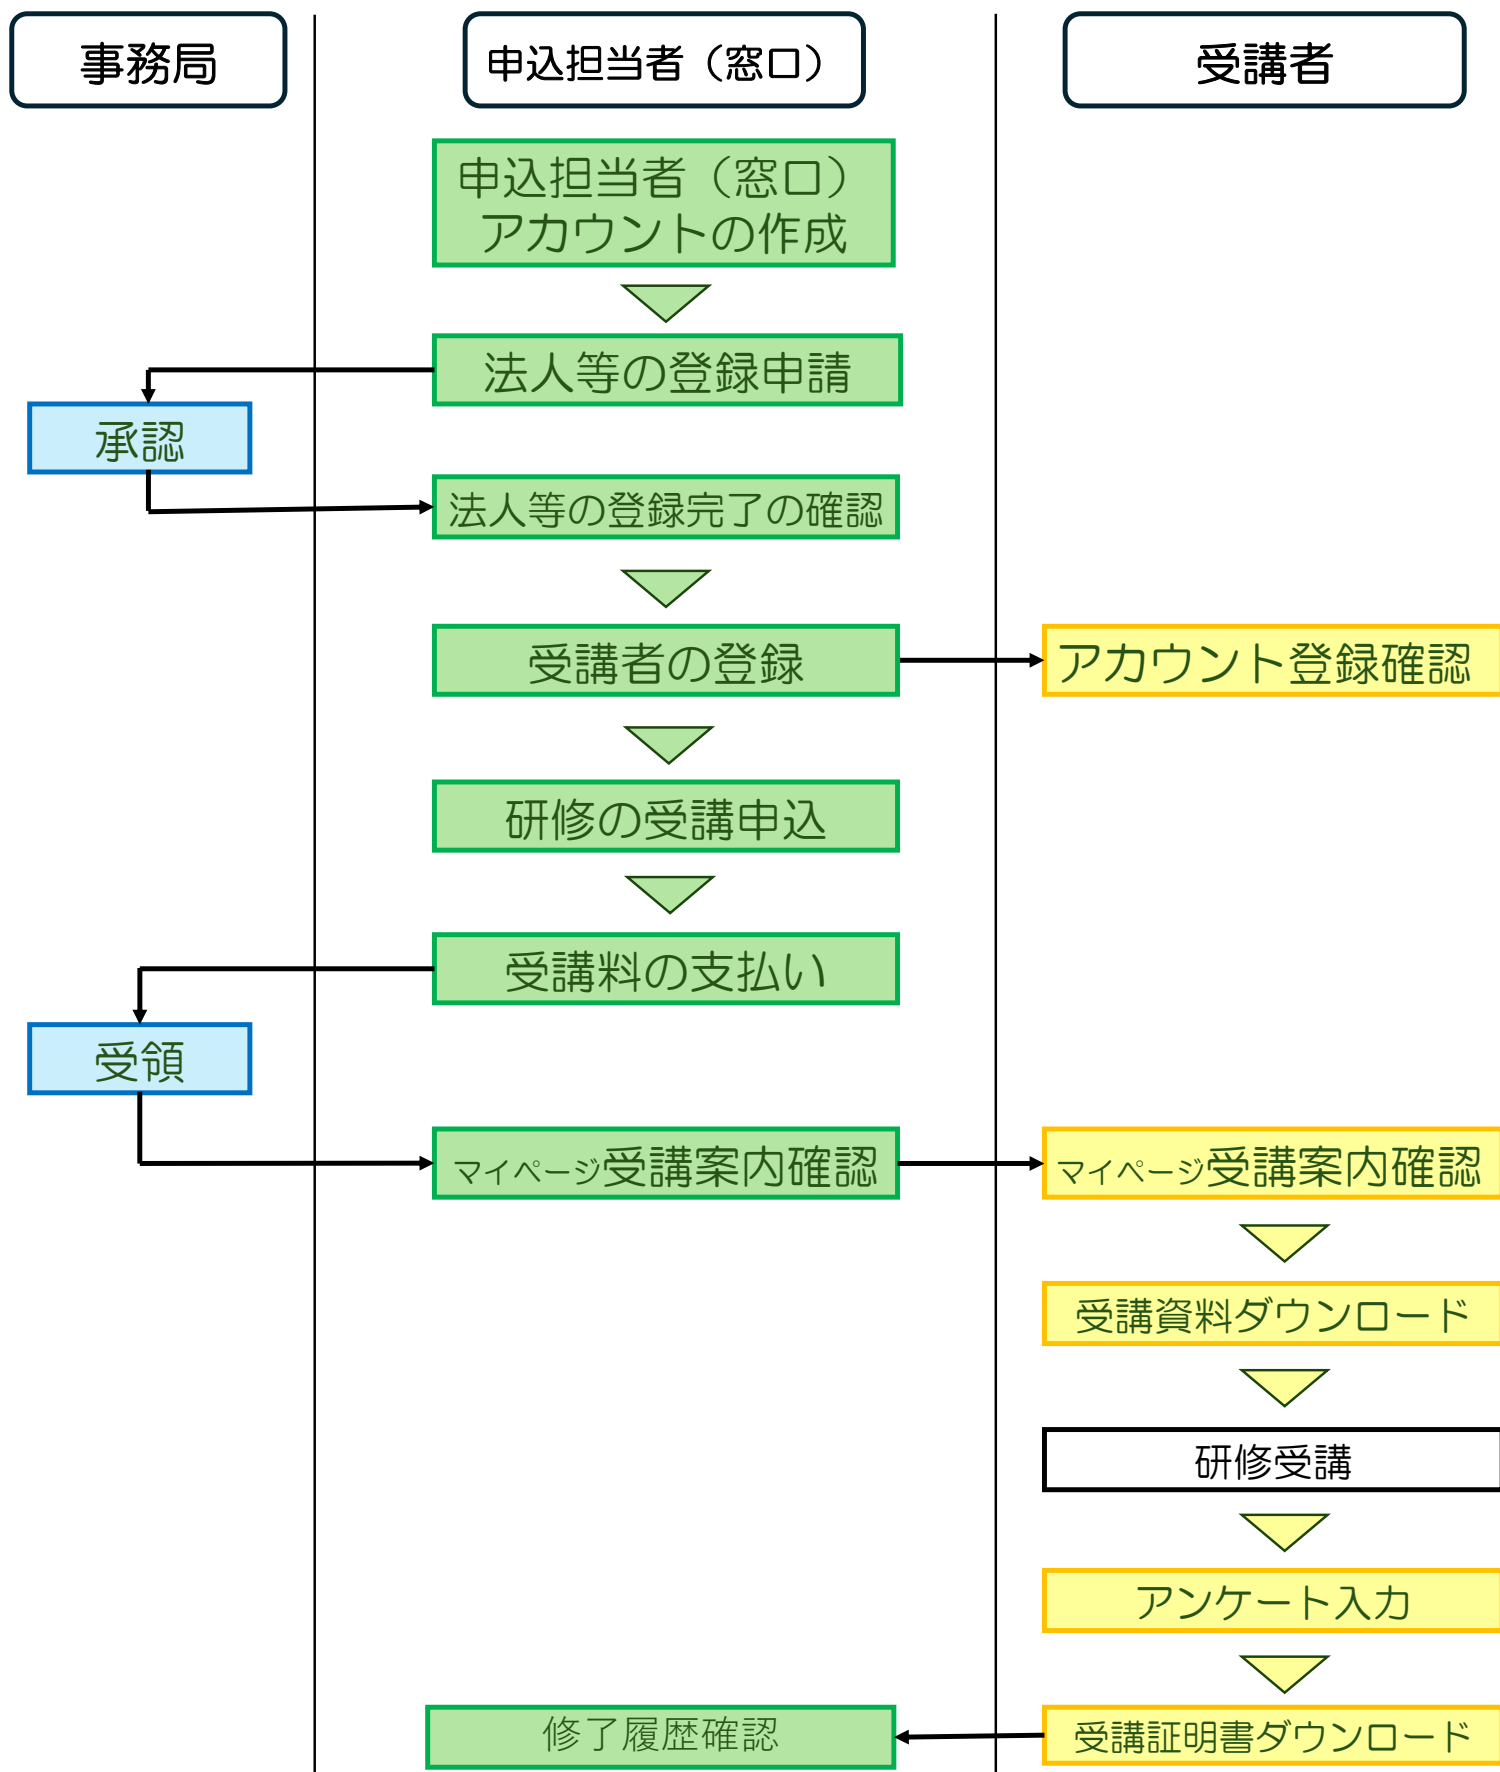 事務局
申込担当者（窓口）
受講者
申込担当者（窓口）
アカウントの作成
法人等の登録申請
承認
法人等の登録完了の確認
受講者の登録
アカウント登録確認
研修の受講申込
受講料の支払い
受領
マイページ受講案内確認
マイページ受講案内確認
受講資料ダウンロード
研修受講
アンケート入力
修了履歴確認
受講証明書ダウンロード